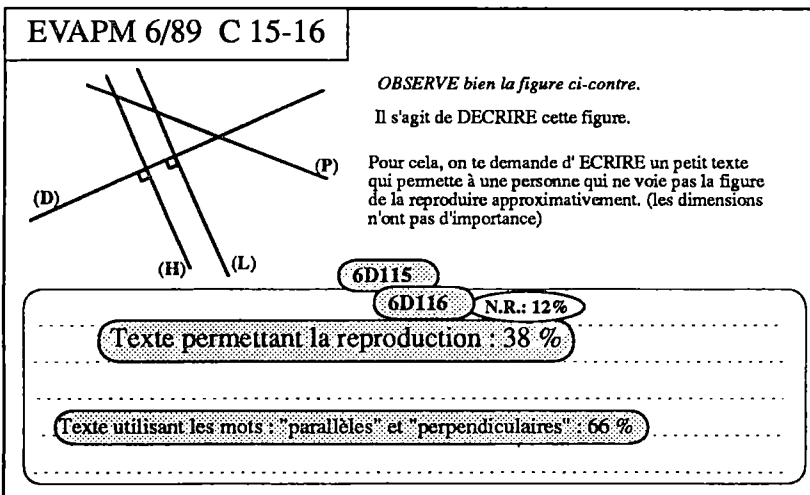 EVAPM 6/89 C 15-16
OBSERVE bien la figure ci-contre.
Il s'agit de DECRIRE cette figure.
Pour cela, on te demande d' ECRIRE un petit texte
qui permette à une personne qui ne voie pas la figure
de la reproduire approximativement. (les dimensions
n'ont pas d'importance)
(P)
(D)
(H)
(L)
6D115
6D116
N.R.: 12%
Texte permettant la reproduction : 38 %
Texte utilisant les mots : "parallèles" et "perpendiculaires" : 66 %